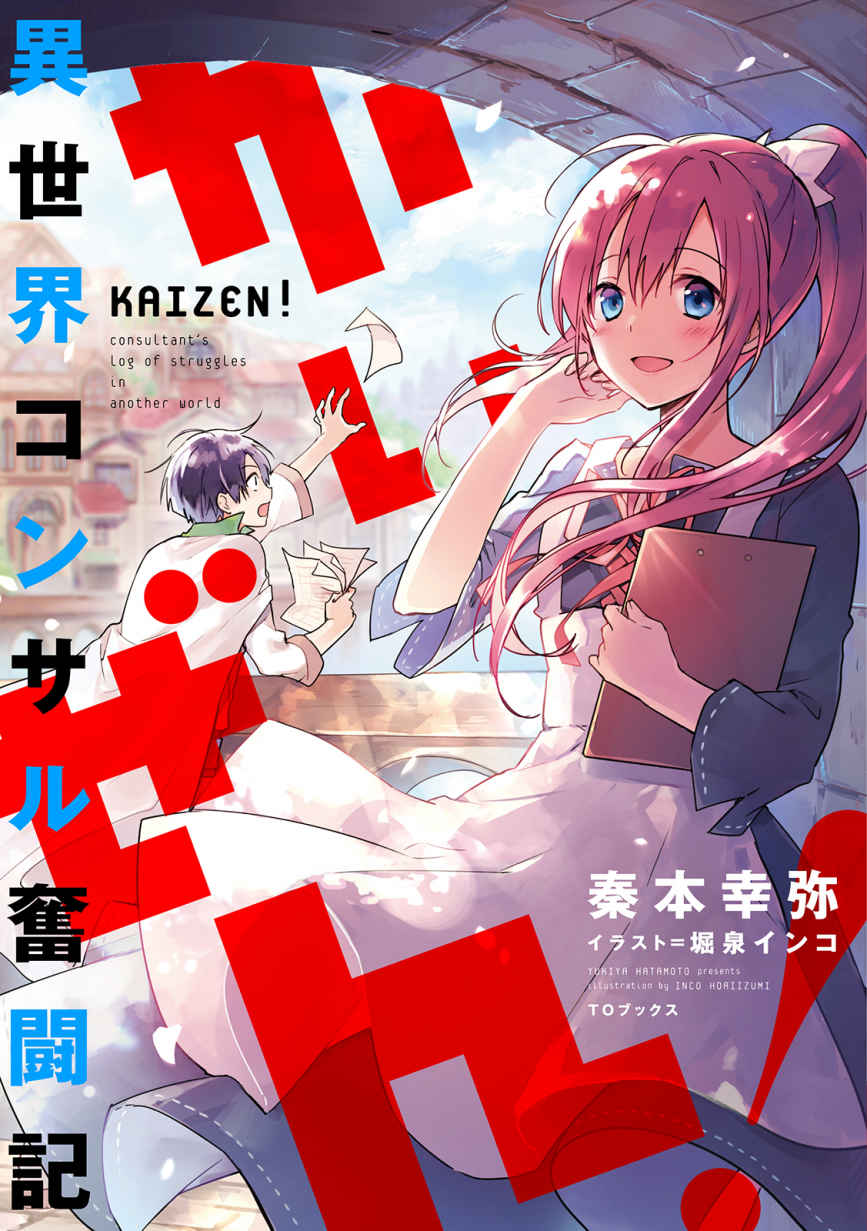 異世界コンサル奮闘記
かいぜん!
KAIZEN!
consultant's
log of struggles
in
another world
秦本幸弥
イラスト=堀泉インコ
YUKIYA HATAMOTO presents
illustration by INCO HORIIZUMI
TOブックス